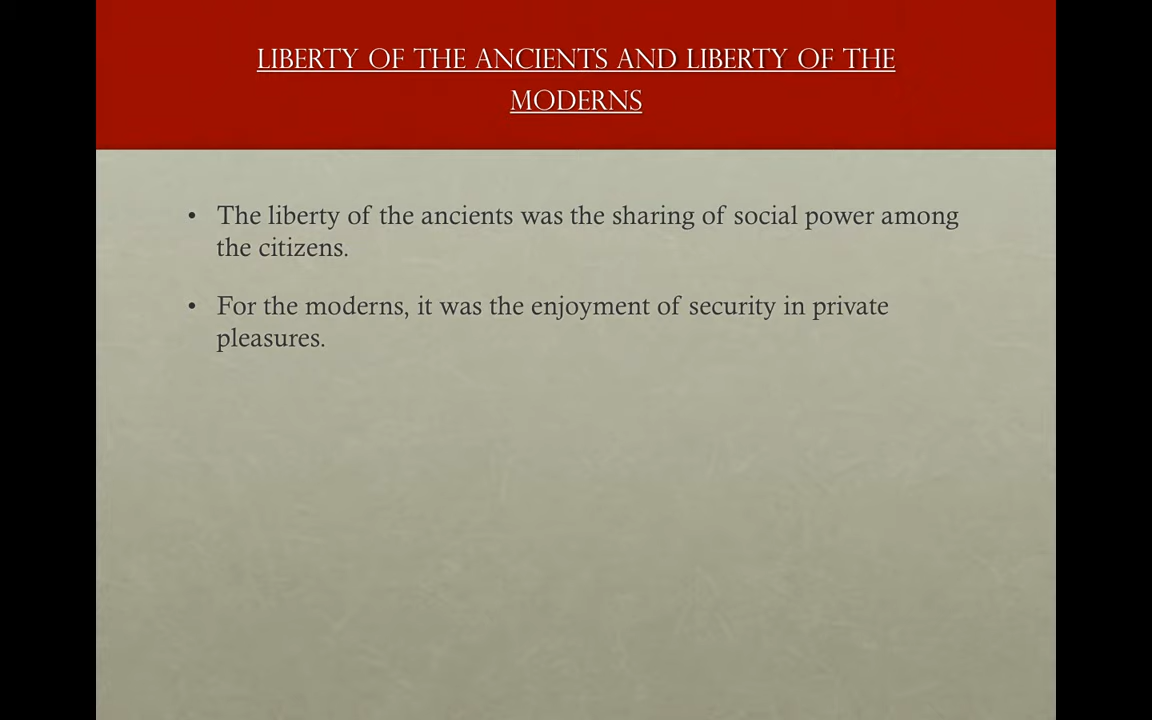 LIBERTY OF THE ANCIENTS AND LIBERTY OF THE
MODERNS
• The liberty of the ancients was the sharing of social power among
the citizens.
• For the moderns, it was the enjoyment of security in private
pleasures.